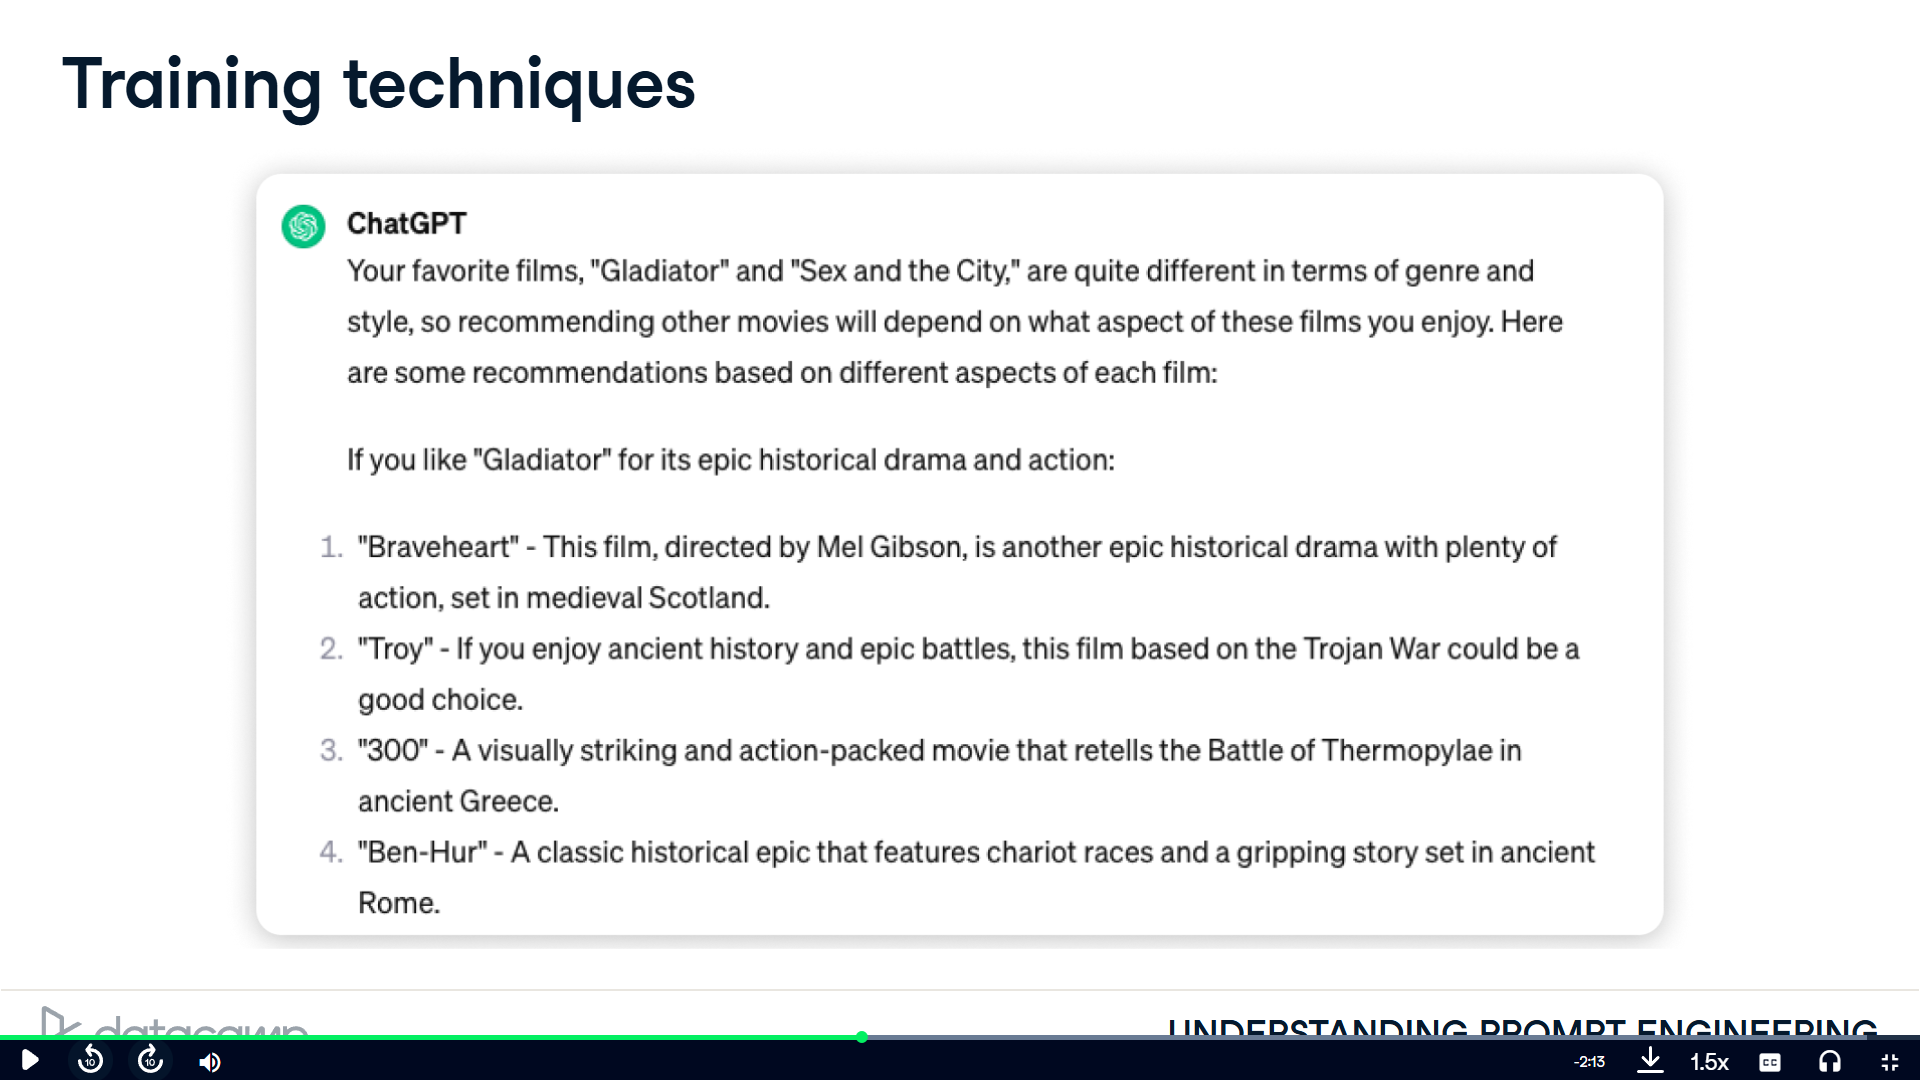 Training techniques
ChatGPT
Your favorite films, "Gladiator" and "Sex and the City," are quite different in terms of genre and
style, so recommending other movies will depend on what aspect of these films you enjoy. Here
are some recommendations based on different aspects of each film:
If you like "Gladiator" for its epic historical drama and action:
1. "Braveheart" - This film, directed by Mel Gibson, is another epic historical drama with plenty of
action, set in medieval Scotland.
2. "Troy" - If you enjoy ancient history and epic battles, this film based on the Trojan War could be a
good choice.
3. "300" - A visually striking and action-packed movie that retells the Battle of Thermopylae in
ancient Greece.
4. "Ben-Hur" - A classic historical epic that features chariot races and a gripping story set in ancient
Rome.
datacamp
UNDERSTANDING PROMPT ENGINEERING
10
10
-2:13
1.5x
CC